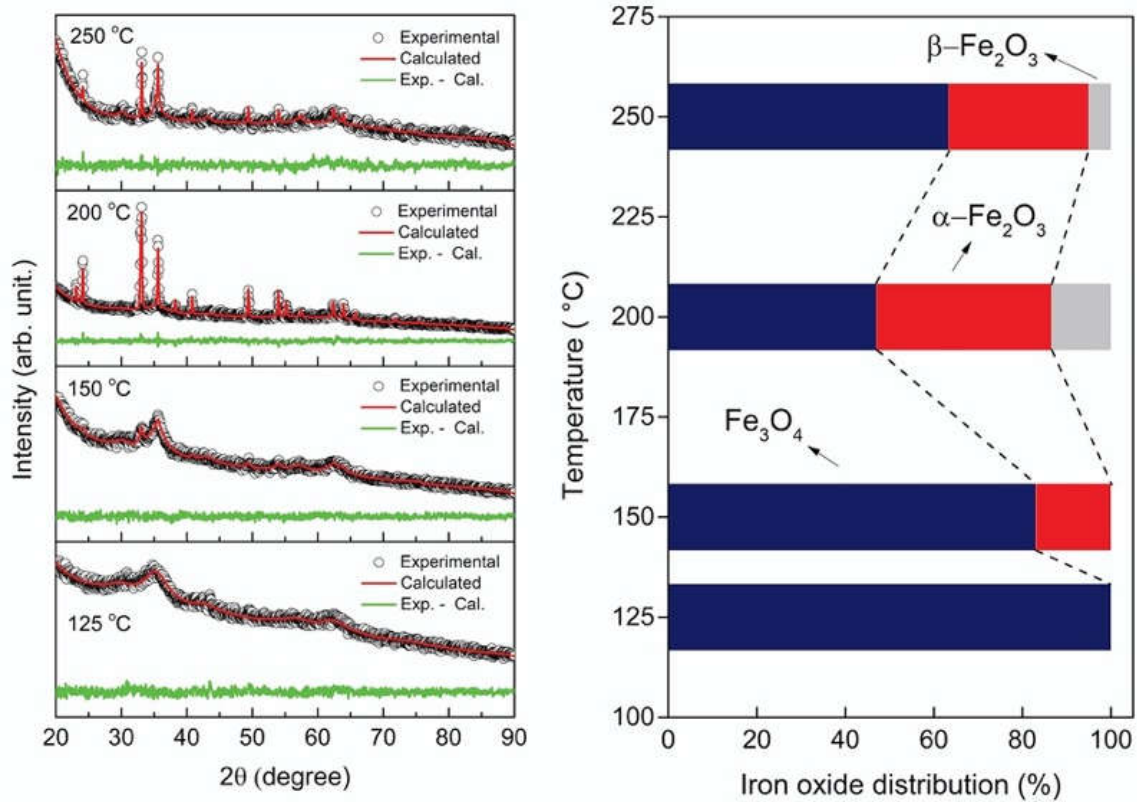 250 °C
Experimental
Calculated
Exp. - Cal.
200 °C
Experimental
Calculated
Exp. - Cal.
150 °C
Experimental
Calculated
Exp. - Cal.
125 °C
Experimental
Calculated
Exp. - Cal.
20 30 40 50 60 70 80 90
2θ (degree)
Intensity (arb. unit.)
275
250
225
200
175
150
125
100
Temperature ( °C)
β–Fe₂O₃
α–Fe₂O₃
Fe₃O₄
0 20 40 60 80 100
Iron oxide distribution (%)